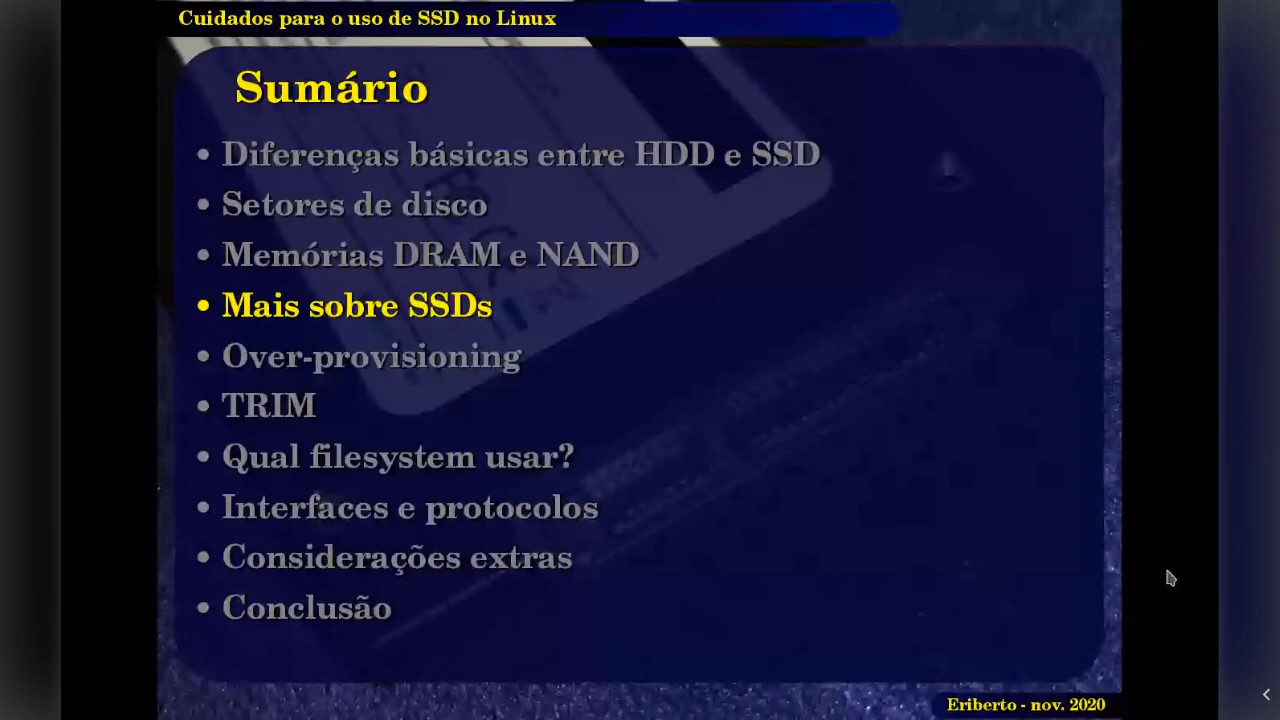 Cuidados para o uso de SSD no Linux
Sumário
• Diferenças básicas entre HDD e SSD
• Setores de disco
• Memórias DRAM e NAND
• Mais sobre SSDs
• Over-provisioning
• TRIM
• Qual filesystem usar?
• Interfaces e protocolos
• Considerações extras
• Conclusão
Eriberto - nov. 2020